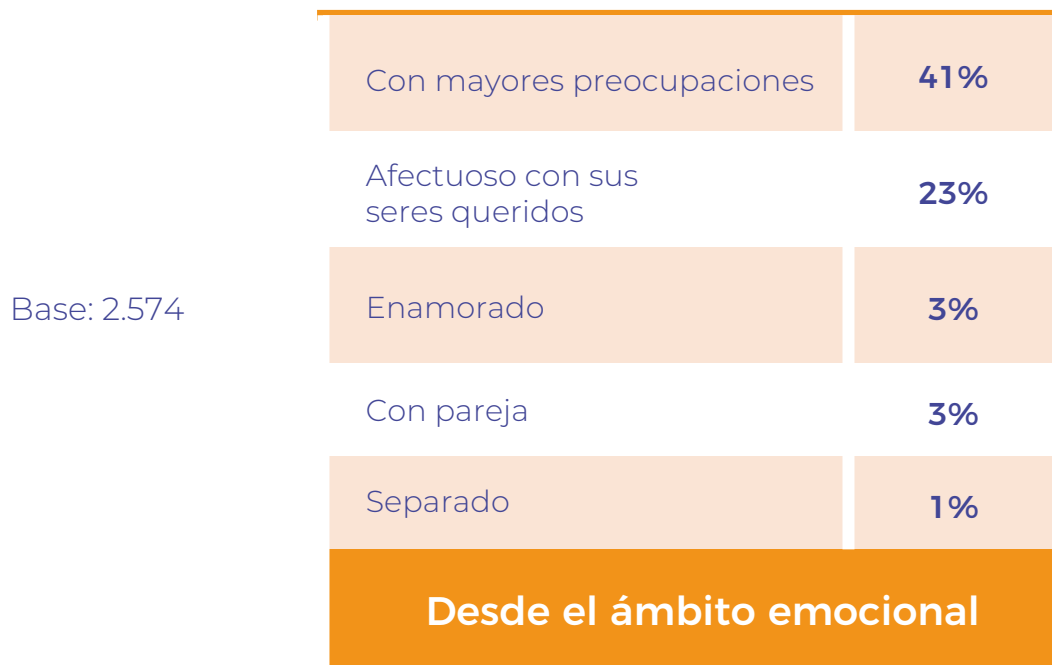 Con mayores preocupaciones 41%
Afectuoso con sus
seres queridos 23%
Base: 2.574
Enamorado 3%
Con pareja 3%
Separado 1%
Desde el ámbito emocional